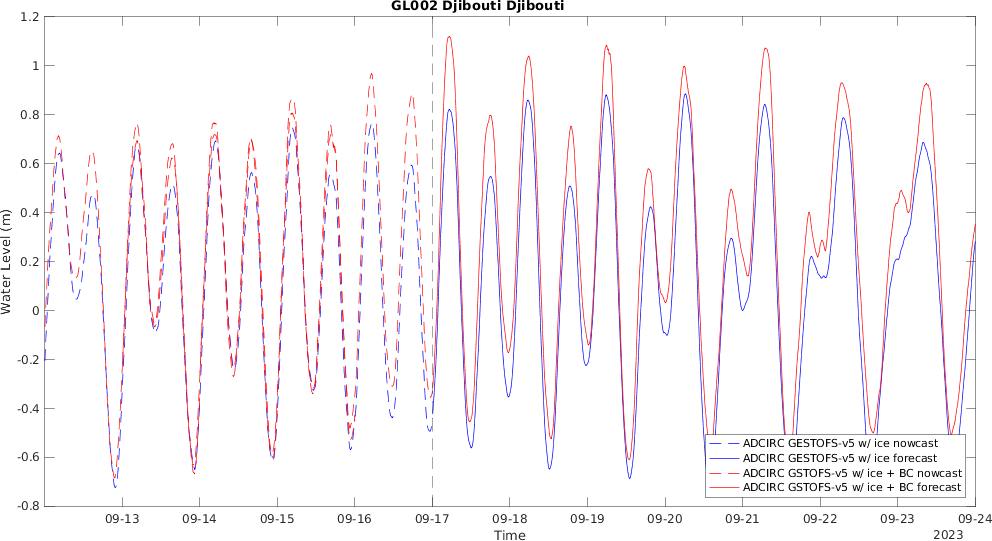 GL002 Djibouti Djibouti
1.2
1
0.8
0.6
0.4
0.2
0
-0.2
-0.4
-0.6
-0.8
Water Level (m)
09-13 09-14 09-15 09-16 09-17 09-18 09-19 09-20 09-21 09-22 09-23 09-24
Time
2023
ADCIRC GESTOFS-v5 w/ ice nowcast
ADCIRC GESTOFS-v5 w/ ice forecast
ADCIRC GSTOFS-v5 w/ ice + BC nowcast
ADCIRC GSTOFS-v5 w/ ice + BC forecast